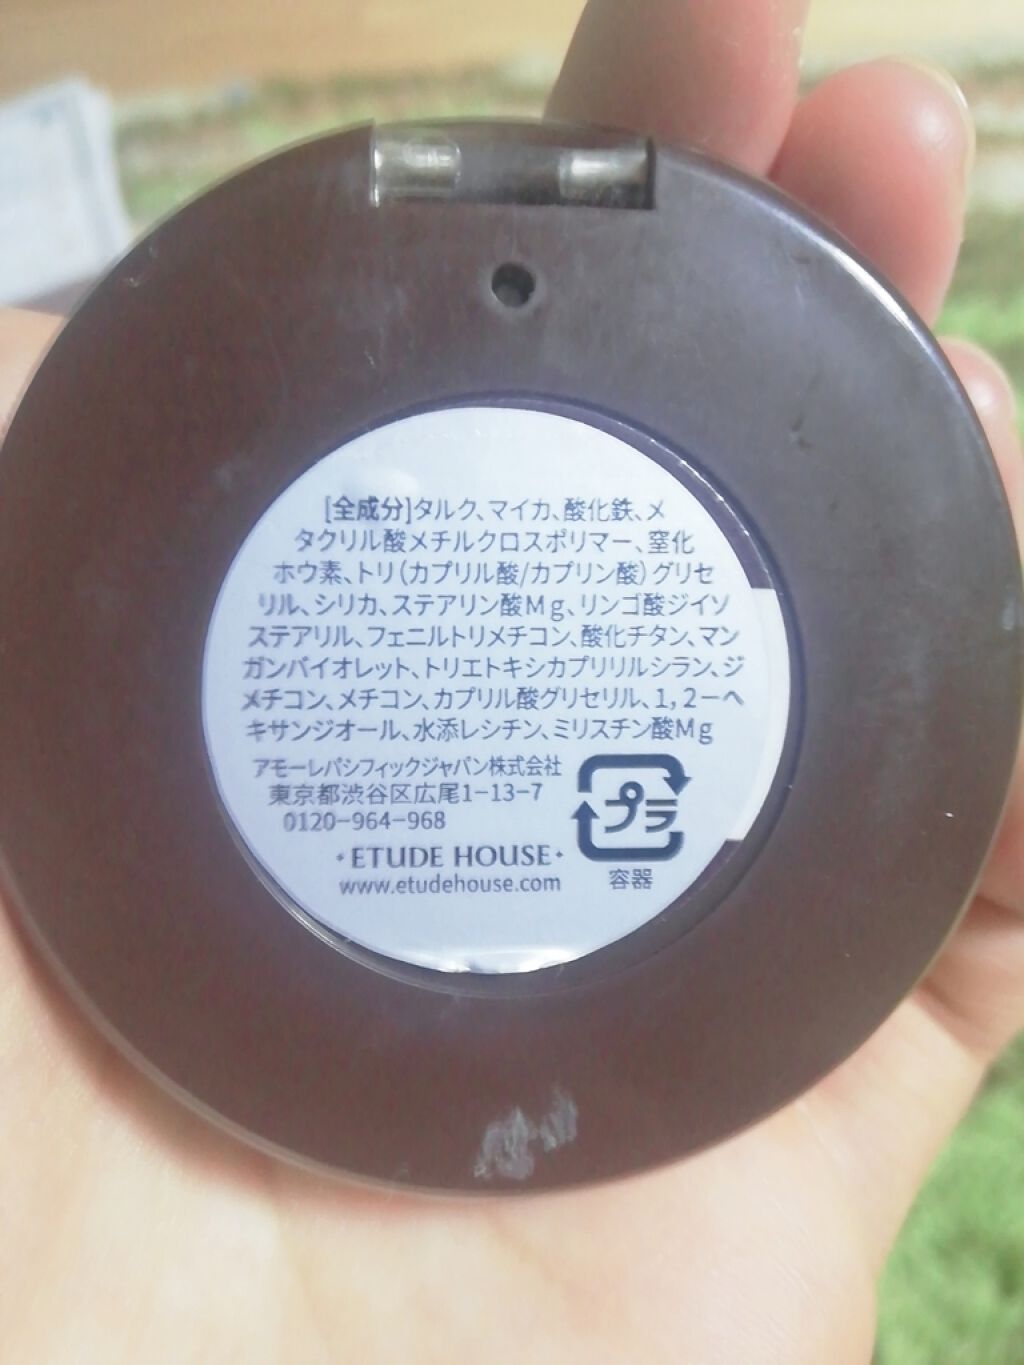 [全成分]タルク、マイカ、酸化鉄、メ
タクリル酸メチルクロスポリマー、窒化
ホウ素、トリ(カプリル酸/カプリン酸)グリセ
リル、シリカ、ステアリン酸Mg、リンゴ酸ジイソ
ステアリル、フェニルトリメチコン、酸化チタン、マン
ガンバイオレット、トリエトキシカプリリルシラン、ジ
メチコン、メチコン、カプリル酸グリセリル、1,2-ヘ
キサンジオール、水添レシチン、ミリスチン酸Mg
アモーレパシフィックジャパン株式会社
東京都渋谷区広尾1-13-7
0120-964-968
・ETUDE HOUSE・
www.etudehouse.com
プラ
容器